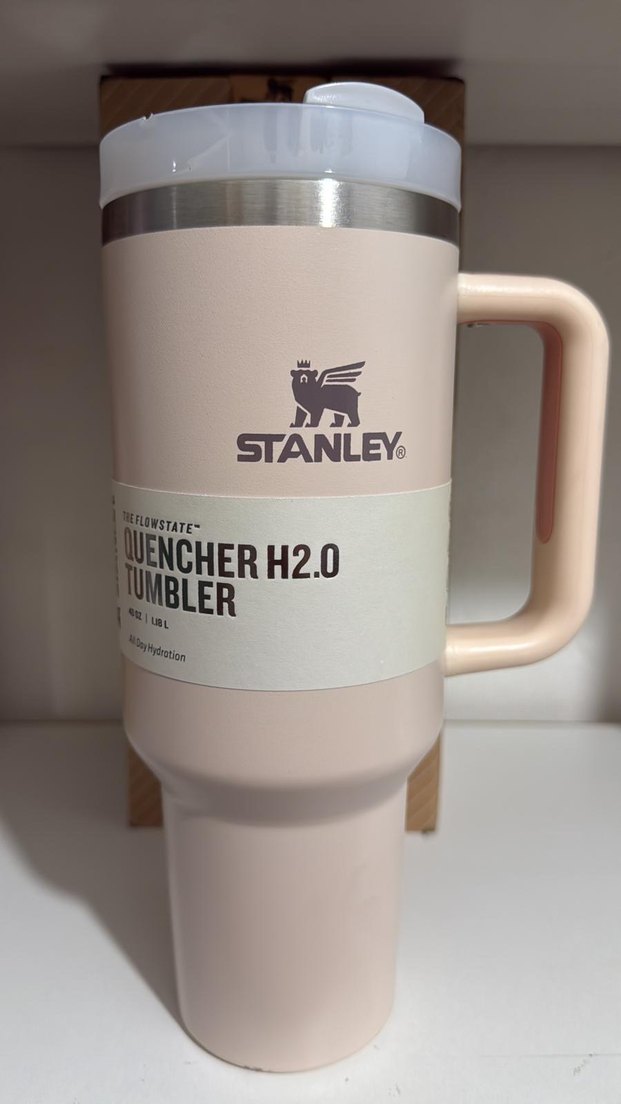 STANLEY®
THE FLOWSTATE™
QUENCHER H2.0
TUMBLER
40 OZ | 1.18 L
All Day Hydration